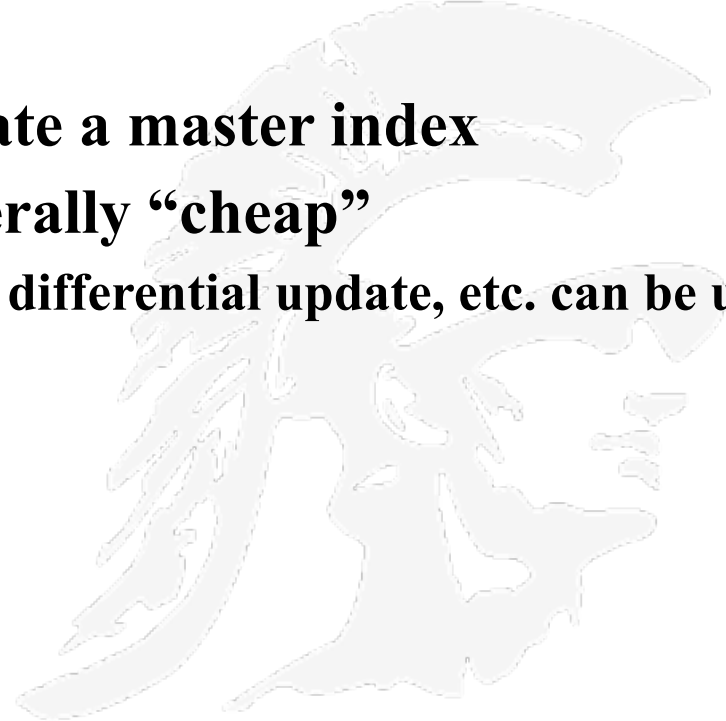 ate a master index
erally “cheap”
differential update, etc. can be u